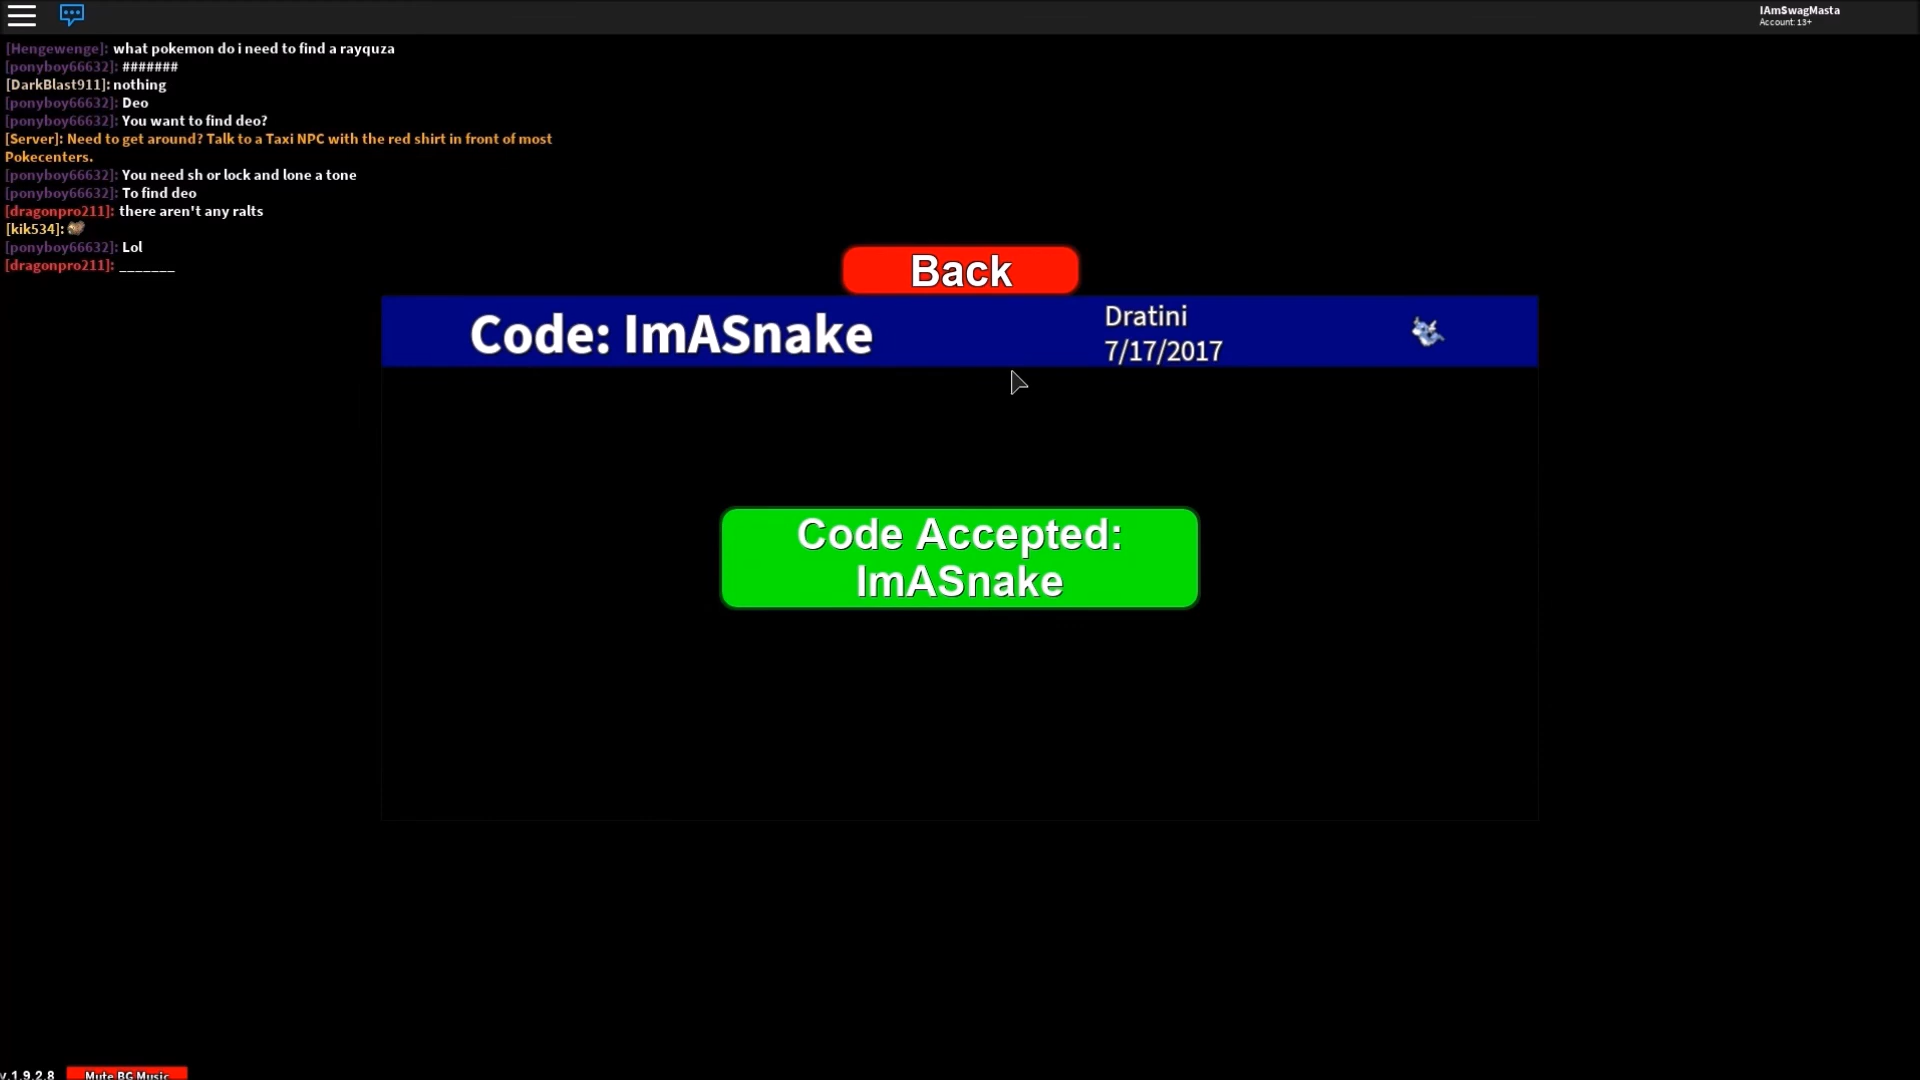 IAmSwagMasta
Account: 13+
[Hengewenge]: what pokemon do i need to find a rayquza
[ponyboy66632]: #######
[DarkBlast911]: nothing
[ponyboy66632]: Deo
[ponyboy66632]: You want to find deo?
[Server]: Need to get around? Talk to a Taxi NPC with the red shirt in front of most
Pokecenters.
[ponyboy66632]: You need sh or lock and lone a tone
[ponyboy66632]: To find deo
[dragonpro211]: there aren't any ralts
[kik534]:
[ponyboy66632]: Lol
[dragonpro211]: _______
Back
Code: ImASnake
Dratini
7/17/2017
Code Accepted:
ImASnake
v.1.9.2.8
Mute BG Music